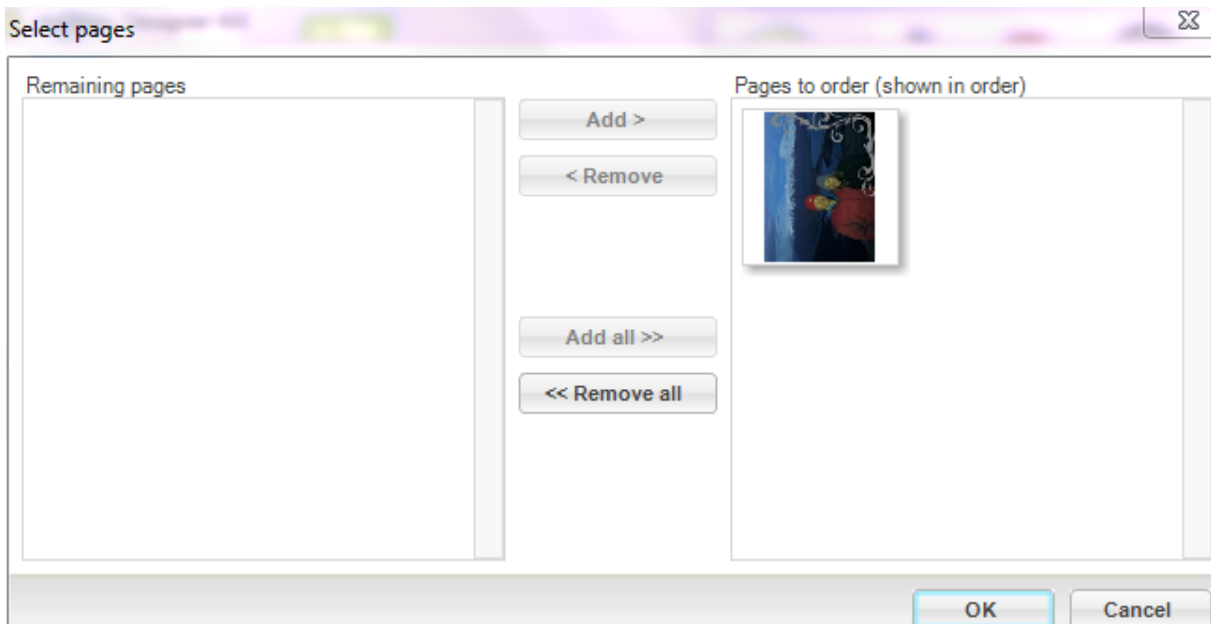 Select pages
Remaining pages
Pages to order (shown in order)
Add >
< Remove
Add all >>
<< Remove all
OK
Cancel